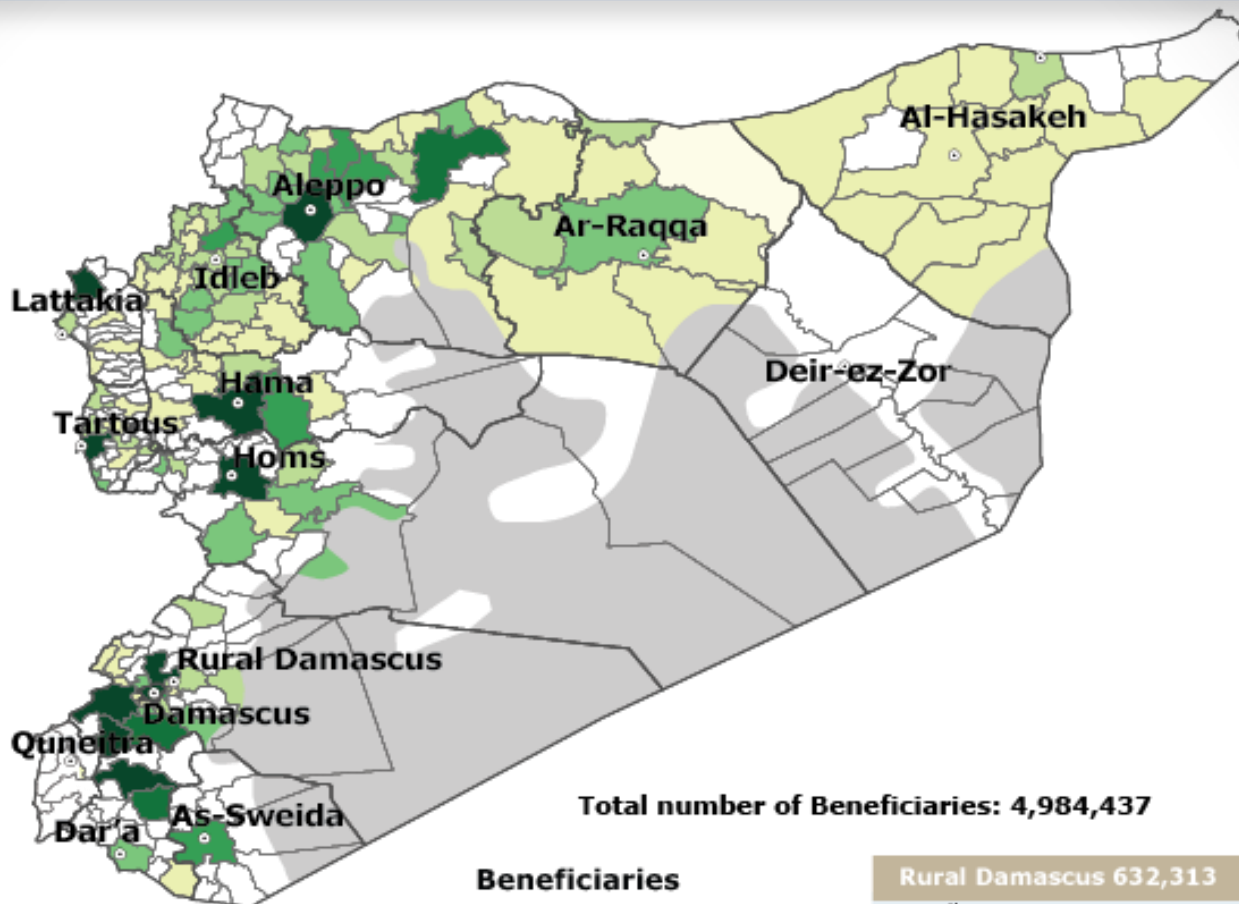 Al-Hasakeh
Aleppo
Ar-Raqqa
Idleb
Lattakia
Deir-ez-Zor
Hama
Tartous
Homs
Rural Damascus
Damascus
Quneitra
As-Sweida
Dar'a
Total number of Beneficiaries: 4,984,437
Beneficiaries
Rural Damascus 632,313